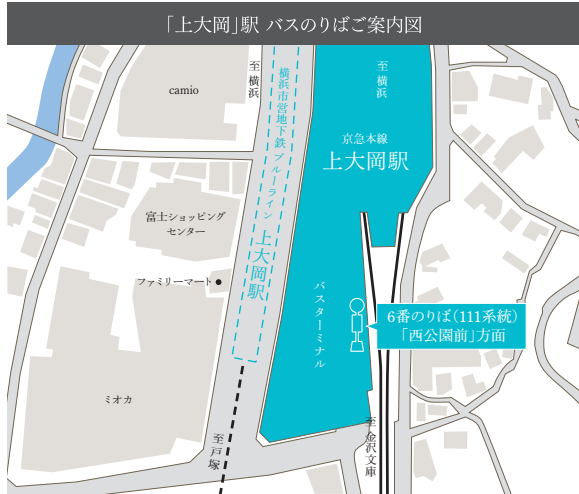 「上大岡」駅 バスのりばご案内図
至横浜
至横浜
camio
横浜市営地下鉄 ブルーライン 上大岡駅
京急本線
上大岡駅
富士ショッピング
センター
ファミリーマート
バスターミナル
6番のりば(111系統)
「西公園前」方面
ミオカ
至戸塚
至金沢文庫